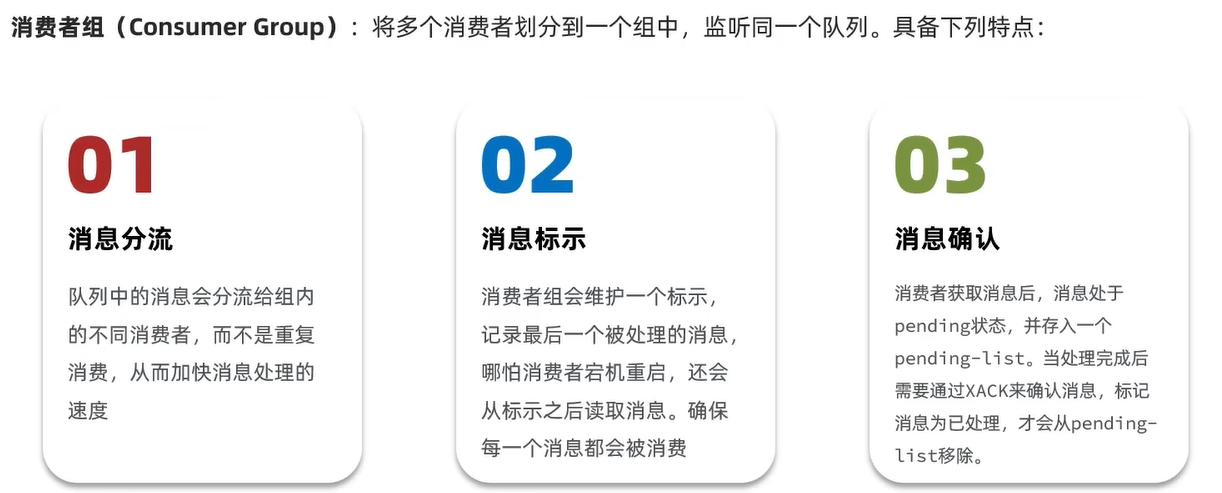 消费者组（Consumer Group）：将多个消费者划分到一个组中，监听同一个队列。具备下列特点：
01
消息分流
队列中的消息会分流给组内
的不同消费者，而不是重复
消费，从而加快消息处理的
速度
02
消息标示
消费者组会维护一个标示，
记录最后一个被处理的消息，
哪怕消费者宕机重启，还会
从标示之后读取消息。确保
每一个消息都会被消费
03
消息确认
消费者获取消息后，消息处于
pending状态，并存入一个
pending-list。当处理完成后
需要通过XACK来确认消息，标记
消息为已处理，才会从pending-
list移除。